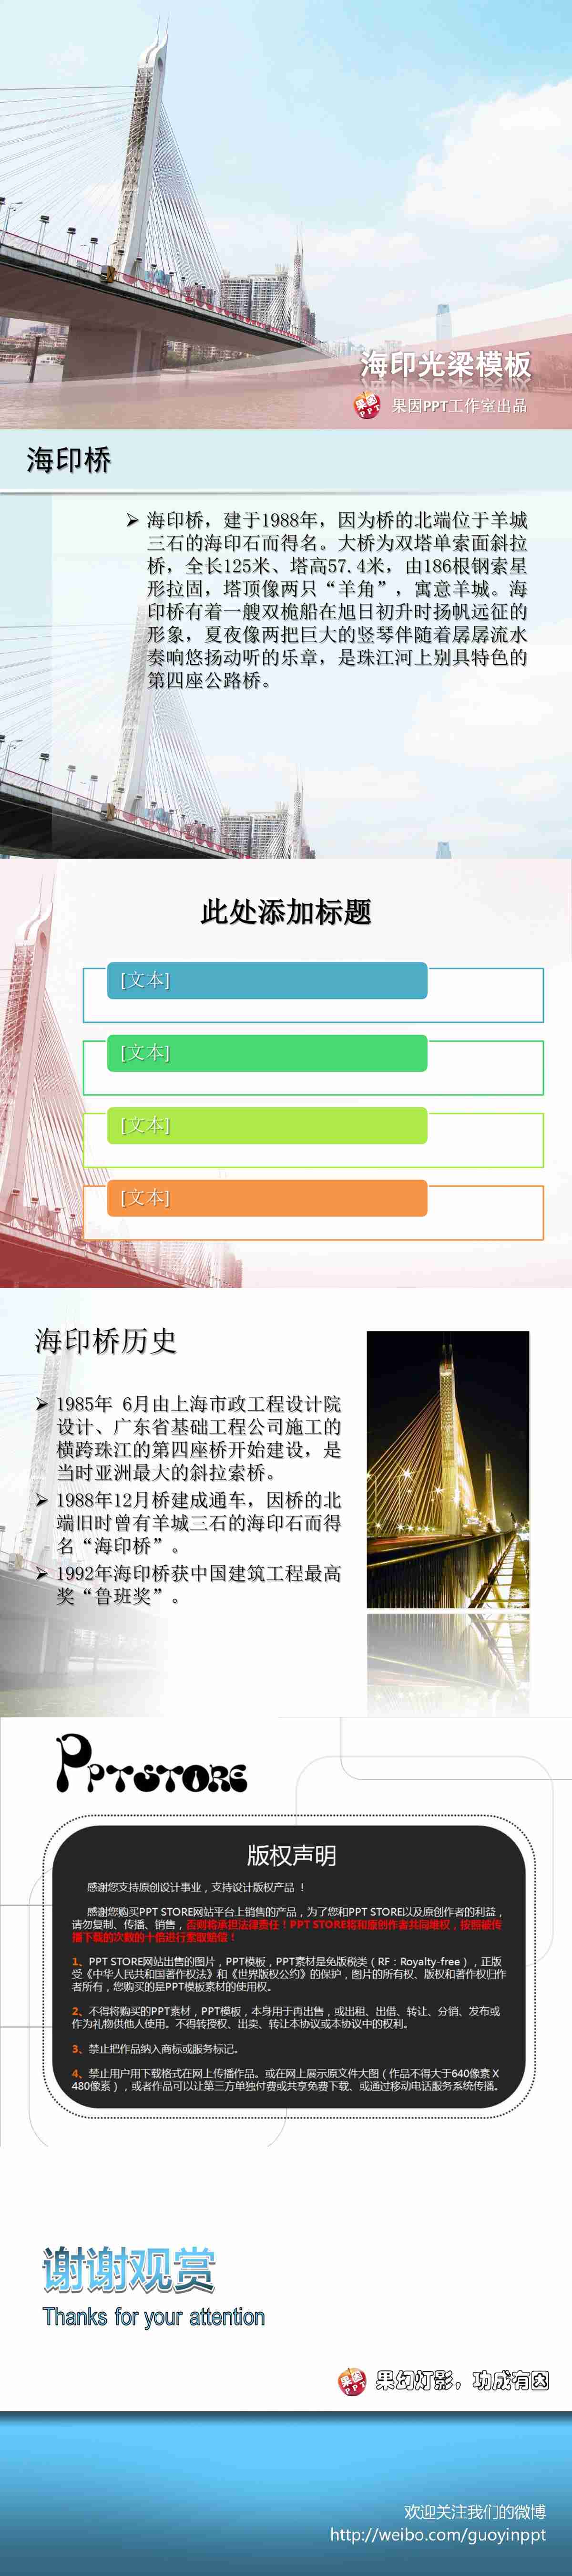 海印光梁模板
果因PPT
果因PPT工作室出品
海印桥
➢ 海印桥，建于1988年，因为桥的北端位于羊城
三石的海印石而得名。大桥为双塔单索面斜拉
桥，全长125米、塔高57.4米，由186根钢索星
形拉固，塔顶像两只“羊角”，寓意羊城。海
印桥有着一艘双桅船在旭日初升时扬帆远征的
形象，夏夜像两把巨大的竖琴伴随着孱孱流水
奏响悠扬动听的乐章，是珠江河上别具特色的
第四座公路桥。
此处添加标题
[文本]
[文本]
[文本]
[文本]
海印桥历史
➢ 1985年 6月由上海市政工程设计院
设计、广东省基础工程公司施工的
横跨珠江的第四座桥开始建设，是
当时亚洲最大的斜拉索桥。
➢ 1988年12月桥建成通车，因桥的北
端旧时曾有羊城三石的海印石而得
名“海印桥”。
➢ 1992年海印桥获中国建筑工程最高
奖“鲁班奖”。
PPTSTORE
版权声明
感谢您支持原创设计事业，支持设计版权产品 ！
感谢您购买PPT STORE网站平台上销售的产品，为了您和PPT STORE以及原创作者的利益，
请勿复制、传播、销售，否则将承担法律责任！PPT STORE将和原创作者共同维权，按照被传
播下载的次数的十倍进行索取赔偿！
1、PPT STORE网站出售的图片，PPT模板，PPT素材是免版税类（RF：Royalty-free），正版
受《中华人民共和国著作权法》和《世界版权公约》的保护，图片的所有权、版权和著作权归作
者所有，您购买的是PPT模板素材的使用权。
2、不得将购买的PPT素材，PPT模板，本身用于再出售，或出租、出借、转让、分销、发布或
作为礼物供他人使用。不得转授权、出卖、转让本协议或本协议中的权利。
3、禁止把作品纳入商标或服务标记。
4、禁止用户用下载格式在网上传播作品。或在网上展示原文件大图（作品不得大于640像素 X
480像素），或者作品可以让第三方单独付费或共享免费下载、或通过移动电话服务系统传播。
谢谢观赏
Thanks for your attention
果因PPT
果幻灯影，功成有因
欢迎关注我们的微博
http://weibo.com/guoyinppt